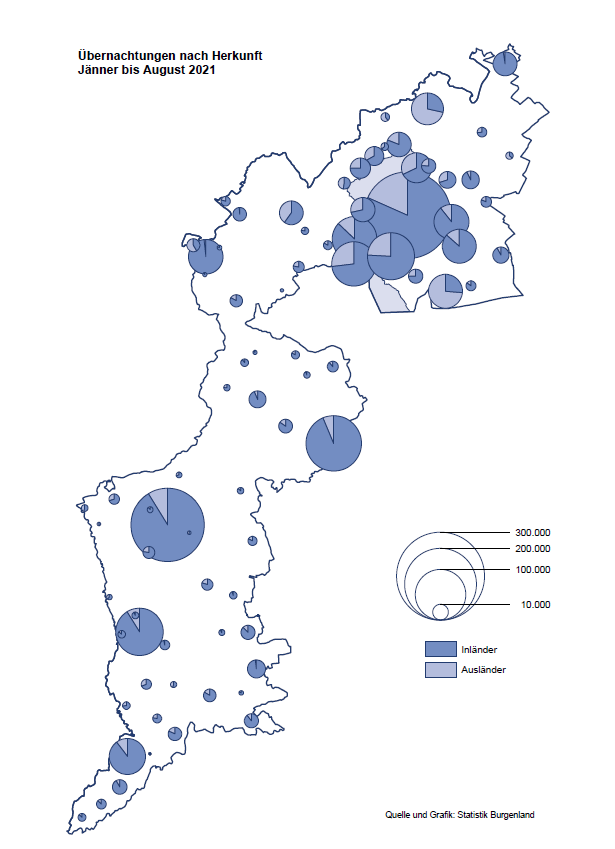 Übernachtungen nach Herkunft
Jänner bis August 2021
300.000
200.000
100.000
10.000
Inländer
Ausländer
Quelle und Grafik: Statistik Burgenland